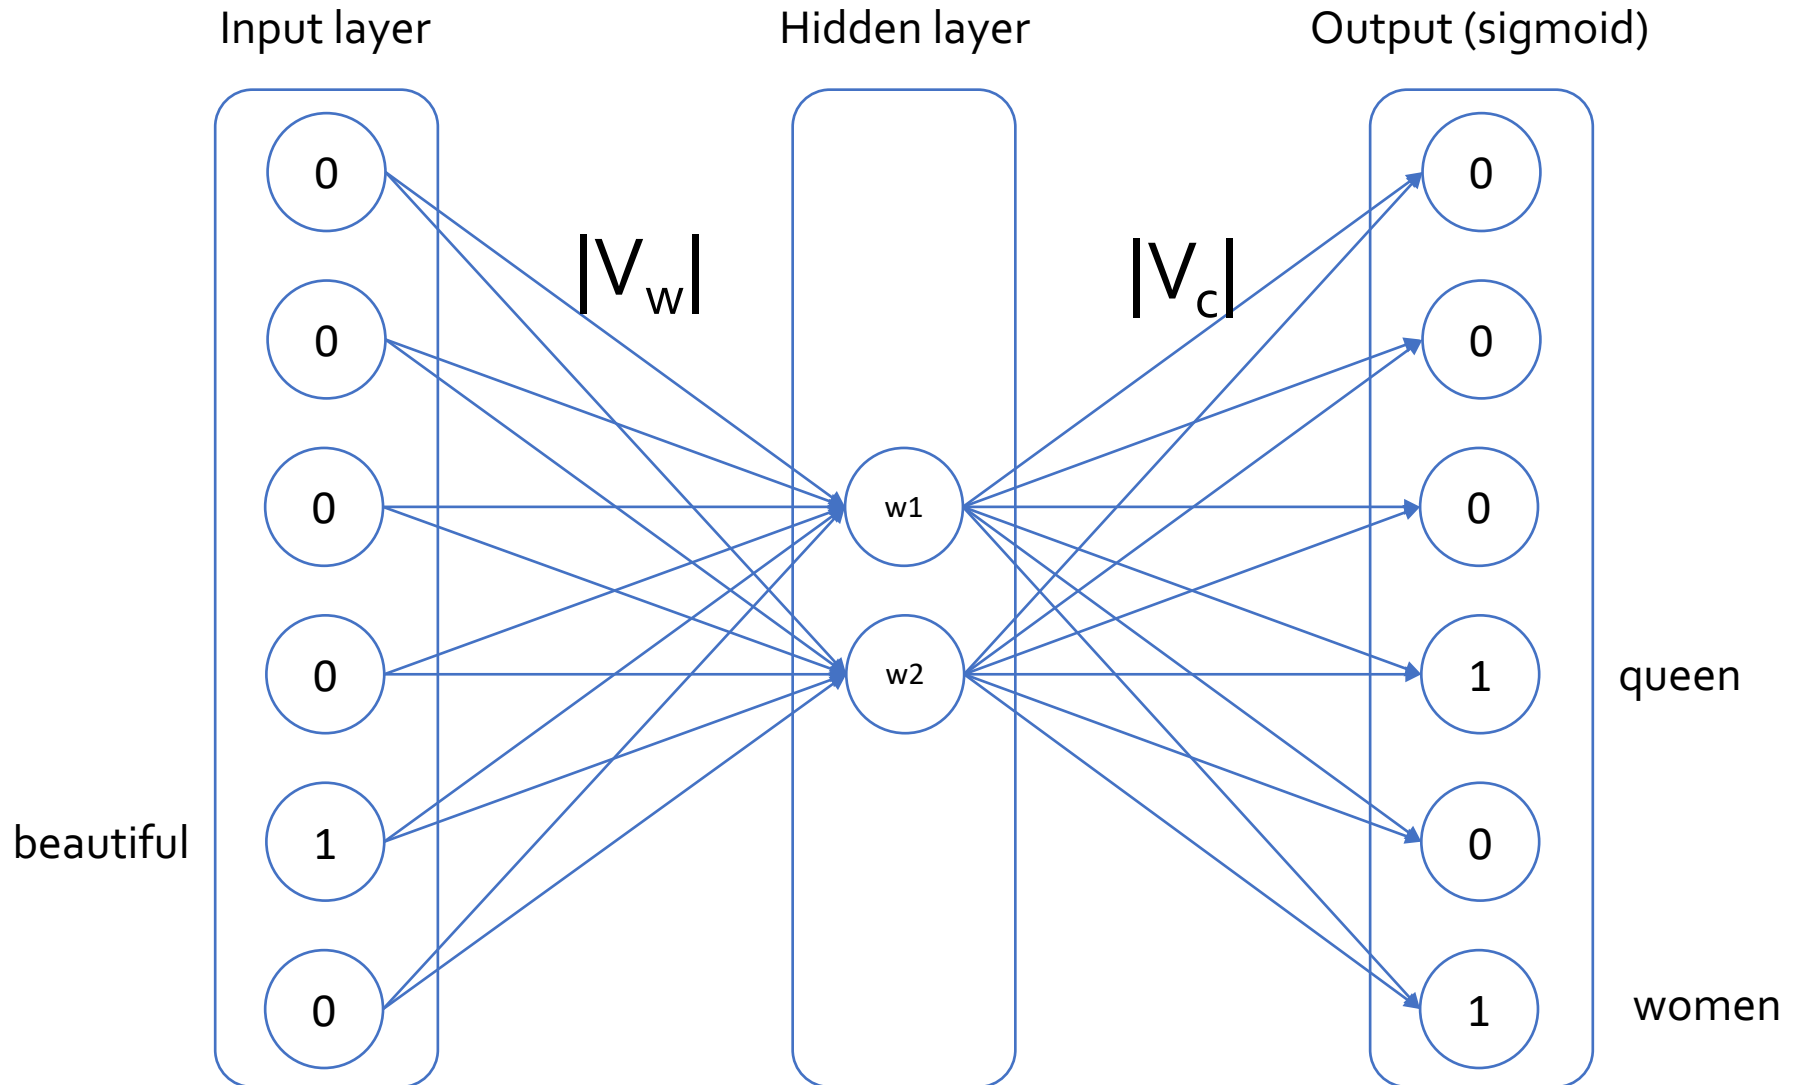 Input layer
Hidden layer
Output (sigmoid)
0
0
0
0
beautiful
1
0
|Vw|
w1
w2
|Vc|
0
0
0
1
queen
0
1
women